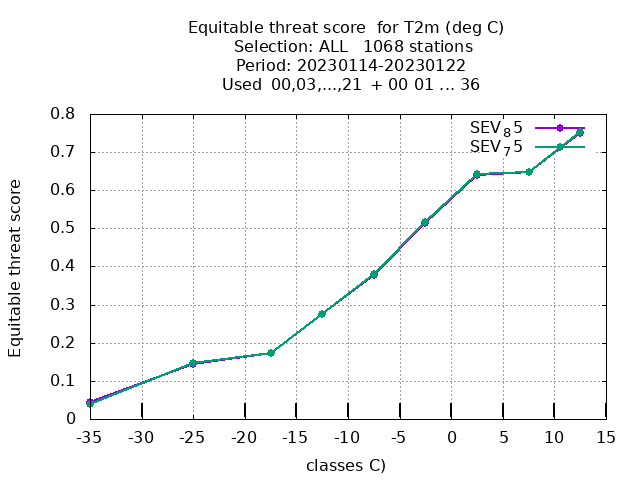 Equitable threat score  for T2m (deg C)
Selection: ALL   1068 stations
Period: 20230114-20230122
Used  00,03,...,21  + 00 01 ... 36
SEV₈5
SEV₇5
Equitable threat score
0.8
0.7
0.6
0.5
0.4
0.3
0.2
0.1
0
-35 -30 -25 -20 -15 -10 -5 0 5 10 15
classes C)